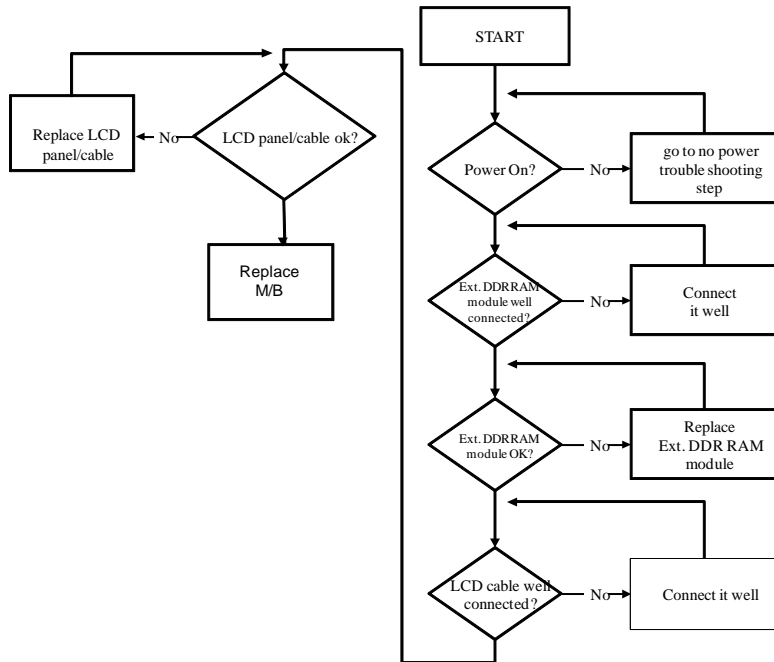 START
Power On?
No
go to no power
trouble shooting
step
Ext. DDRRAM
module well
connected?
No
Connect
it well
Ext. DDRRAM
module OK?
No
Replace
Ext. DDR RAM
module
LCD cable well
connected?
No
Connect it well
LCD panel/cable ok?
No
Replace LCD
panel/cable
Replace
M/B